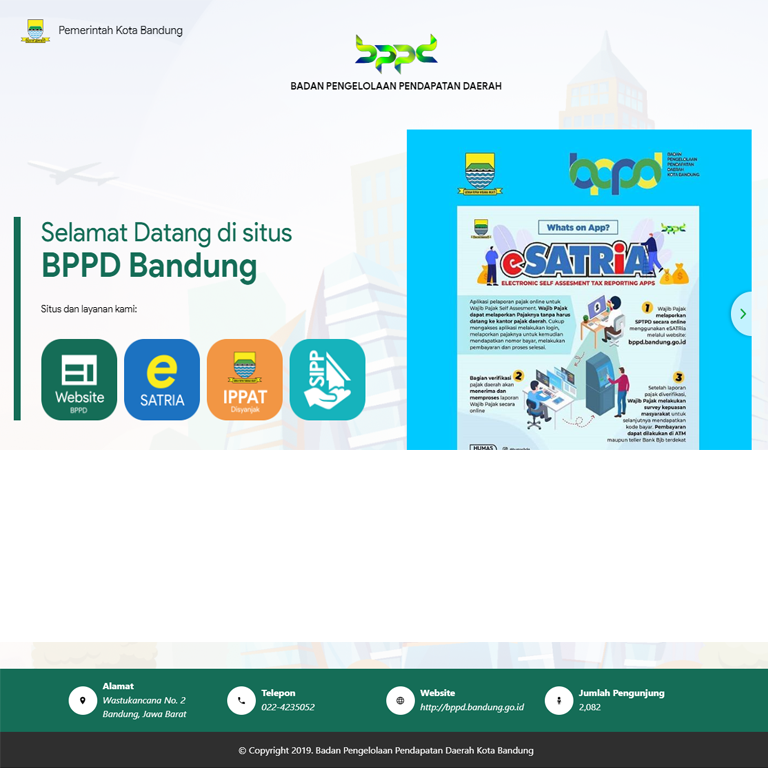 Pemerintah Kota Bandung
bppd
BADAN PENGELOLAAN PENDAPATAN DAERAH
Selamat Datang di situs
BPPD Bandung
Situs dan layanan kami:
Website
BPPD
e
SATRIA
IPPAT
Disyanjak
SIPP
bppd
BADAN
PENGELOLAAN
PENDAPATAN
DAERAH
KOTA BANDUNG
Whats on App?
bppd
eSATRiA
ELECTRONIC SELF ASSESMENT TAX REPORTING APPS
Aplikasi pelaporan pajak online untuk
Wajib Pajak Self Assesment. Wajib Pajak
dapat melaporkan Pajaknya tanpa harus
datang ke kantor pajak daerah. Cukup
mengakses aplikasi melakukan login,
melaporkan pajaknya untuk kemudian
mendapatkan nomor bayar, melakukan
pembayaran dan proses selesai.
1
Wajib Pajak
melaporkan
SPTPD secara online
menggunakan eSATRia
melalui website:
bppd.bandung.go.id
Bagian verifikasi
pajak daerah akan
menerima dan
memproses laporan
Wajib Pajak secara
online
2
3
Setelah laporan
pajak diverifikasi,
Wajib Pajak melakukan
survey kepuasan
masyarakat untuk
selanjutnya mendapatkan
kode bayar. Pembayaran
dapat dilakukan di ATM
maupun teller Bank Bjb terdekat
HUMAS
Alamat
Wastukancana No. 2
Bandung, Jawa Barat
Telepon
022-4235052
Website
http://bppd.bandung.go.id
Jumlah Pengunjung
2,082
© Copyright 2019. Badan Pengelolaan Pendapatan Daerah Kota Bandung